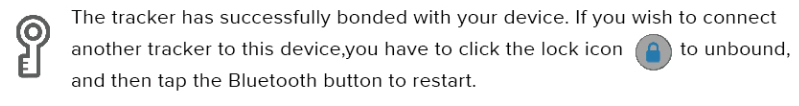 The tracker has successfully bonded with your device. If you wish to connect
another tracker to this device,you have to click the lock icon to unbound,
and then tap the Bluetooth button to restart.